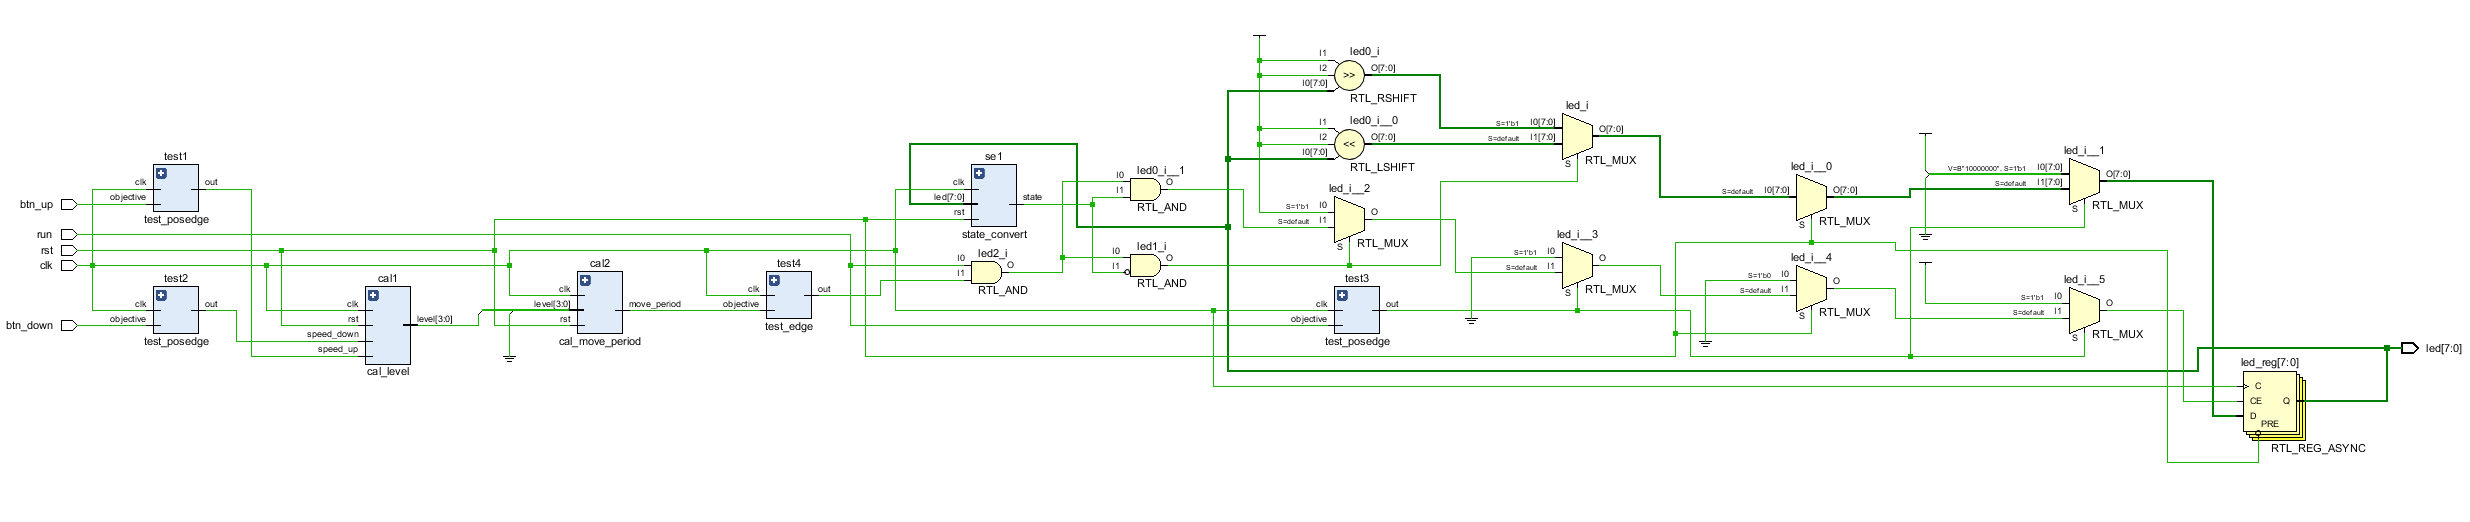 btn_up
run
rst
clk
btn_down
test1
clk
out
objective
test_posedge
test2
clk
out
objective
test_posedge
cal1
clk
rst
speed_down
speed_up
level[3:0]
cal_level
cal2
clk
level[3:0]
rst
move_period
cal_move_period
test4
clk
out
objective
test_edge
se1
clk
led[7:0]
rst
state
state_convert
led2_i
I0
I1
O
RTL_AND
led0_i__1
I0
I1
O
RTL_AND
led1_i
I0
I1
O
RTL_AND
led0_i
I1
I2
I0[7:0]
>>
O[7:0]
RTL_RSHIFT
led0_i__0
I1
I2
I0[7:0]
<<
O[7:0]
RTL_LSHIFT
led_i__2
S=1'b1 I0
S=default I1
S
O
RTL_MUX
test3
clk
out
objective
test_posedge
led_i
S=1'b1 I0[7:0]
S=default I1[7:0]
S
O[7:0]
RTL_MUX
led_i__3
S=1'b1 I0
S=default I1
S
O
RTL_MUX
led_i__0
S=default I0[7:0]
O[7:0]
S
RTL_MUX
led_i__4
S=1'b0 I0
S=default I1
S
O
RTL_MUX
led_i__1
V=B"10000000", S=1'b1 I0[7:0]
S=default I1[7:0]
S
O[7:0]
RTL_MUX
led_i__5
S=1'b1 I0
S=default I1
S
O
RTL_MUX
led_reg[7:0]
C
CE
Q
D
PRE
RTL_REG_ASYNC
led[7:0]